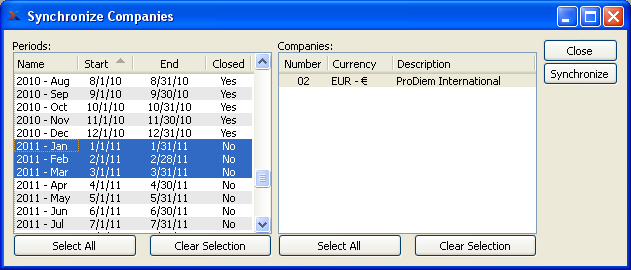 Synchronize Companies
Periods:
Name Start End Closed
2010 - Aug 8/1/10 8/31/10 Yes
2010 - Sep 9/1/10 9/30/10 Yes
2010 - Oct 10/1/10 10/31/10 Yes
2010 - Nov 11/1/10 11/30/10 Yes
2010 - Dec 12/1/10 12/31/10 Yes
2011 - Jan 1/1/11 1/31/11 No
2011 - Feb 2/1/11 2/28/11 No
2011 - Mar 3/1/11 3/31/11 No
2011 - Apr 4/1/11 4/30/11 No
2011 - May 5/1/11 5/31/11 No
2011 - Jun 6/1/11 6/30/11 No
2011 - Jul 7/1/11 7/31/11 No
Select All Clear Selection
Companies:
Number Currency Description
02 EUR - € ProDiem International
Select All Clear Selection
Close
Synchronize